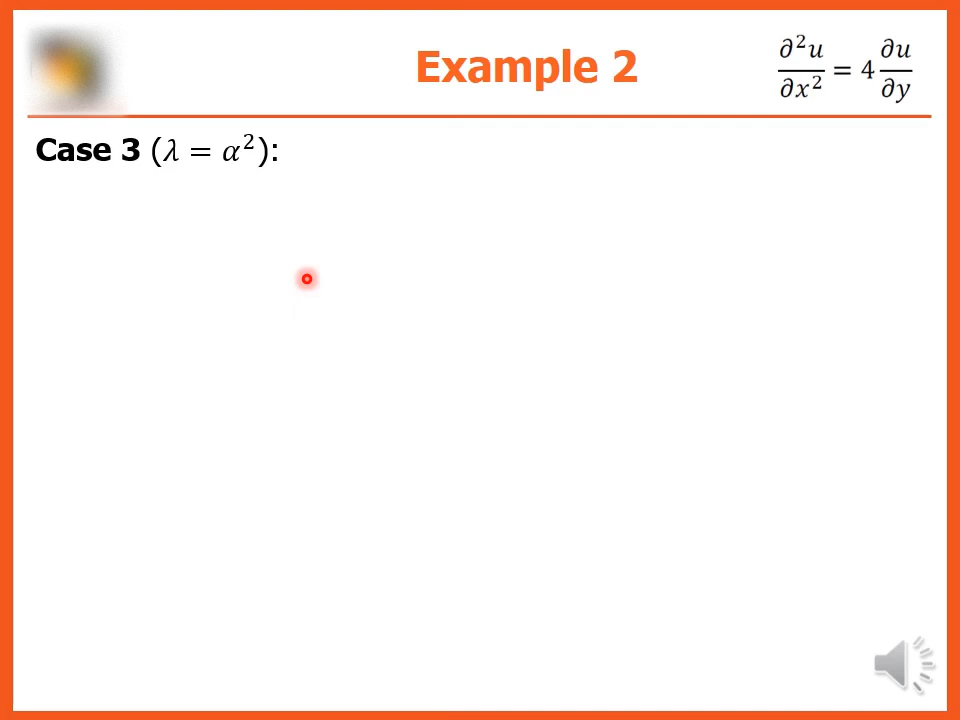 Example 2
∂²u/∂x² = 4 ∂u/∂y
Case 3 (λ = α²):